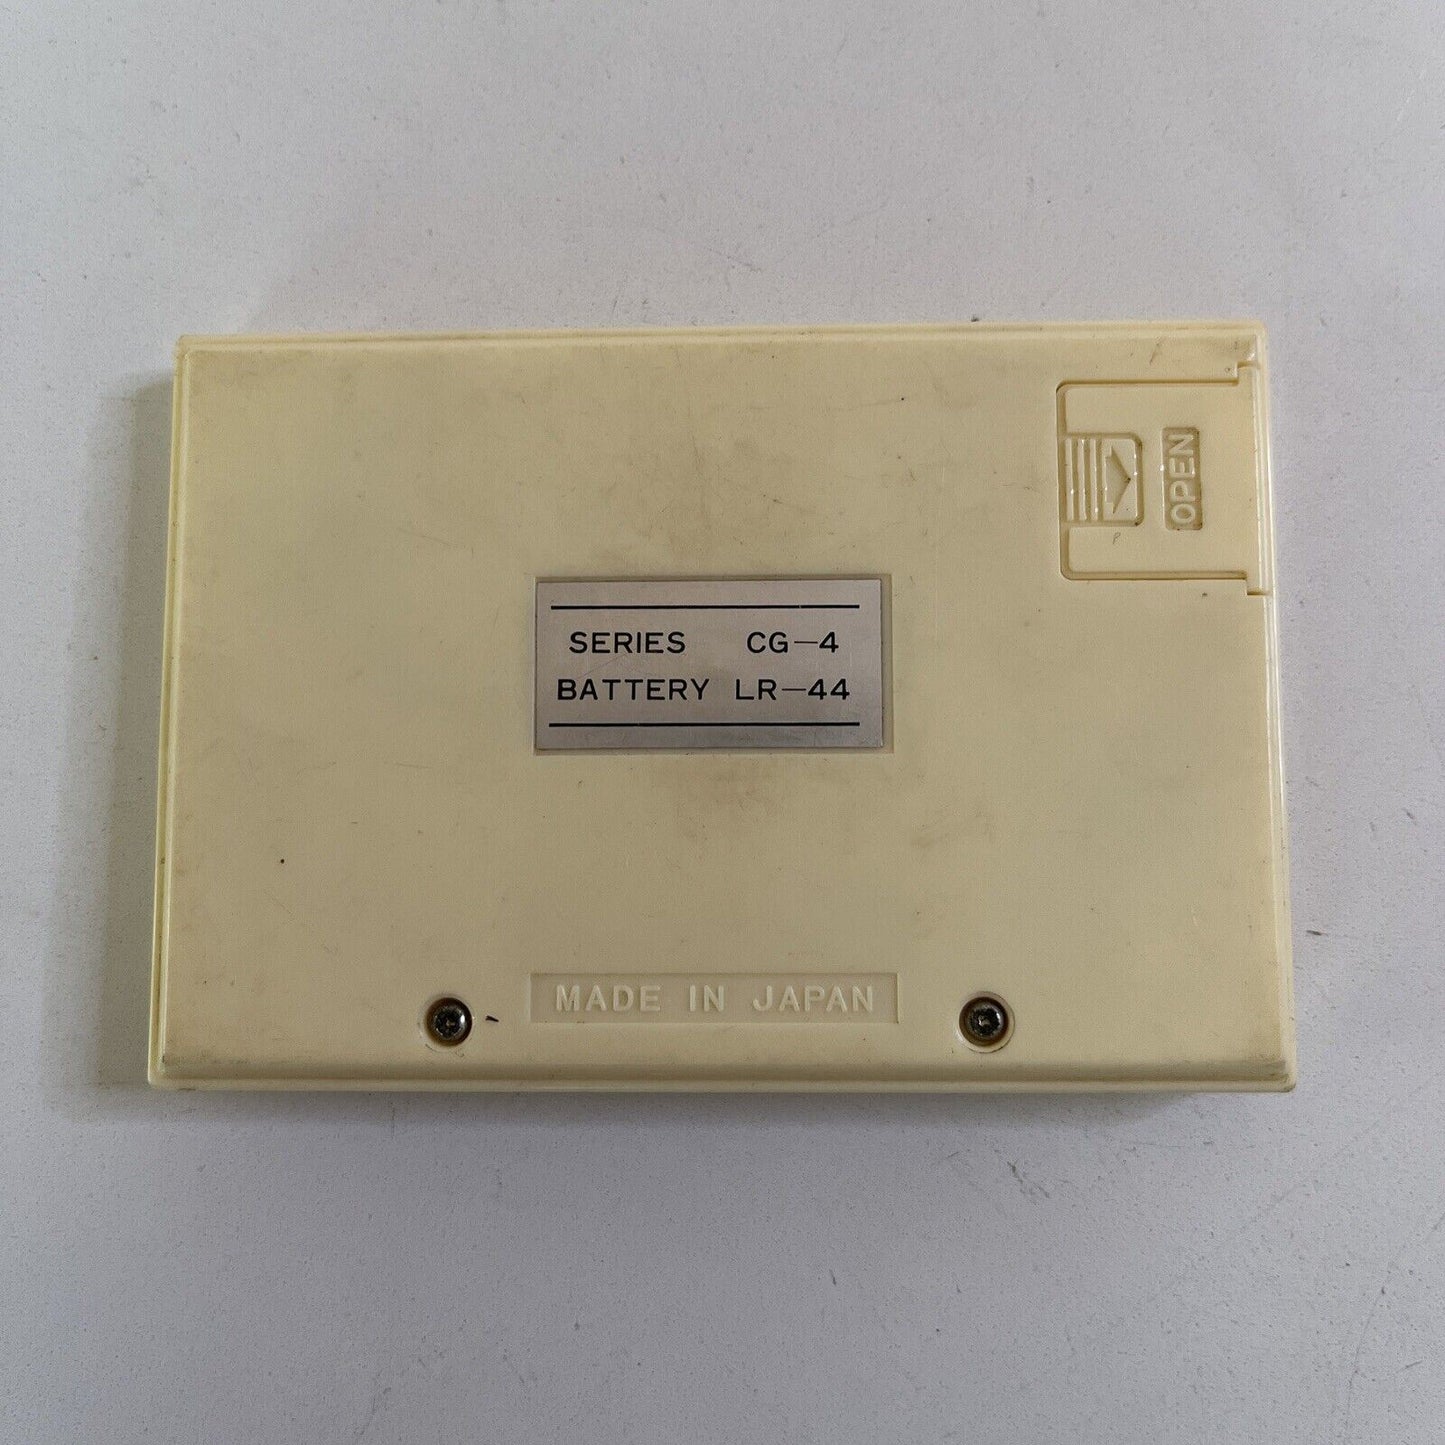 OPEN
SERIES CG-4
BATTERY LR-44
MADE IN JAPAN